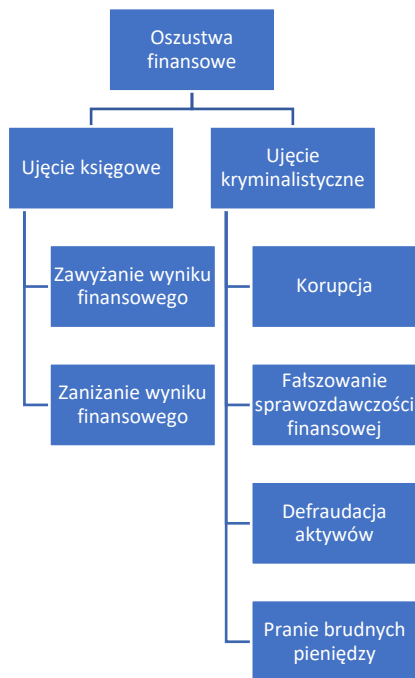 Oszustwa
finansowe
Ujęcie księgowe
Ujęcie
kryminalistyczne
Zawyżanie wyniku
finansowego
Zaniżanie wyniku
finansowego
Korupcja
Fałszowanie
sprawozdawczości
finansowej
Defraudacja
aktywów
Pranie brudnych
pieniędzy